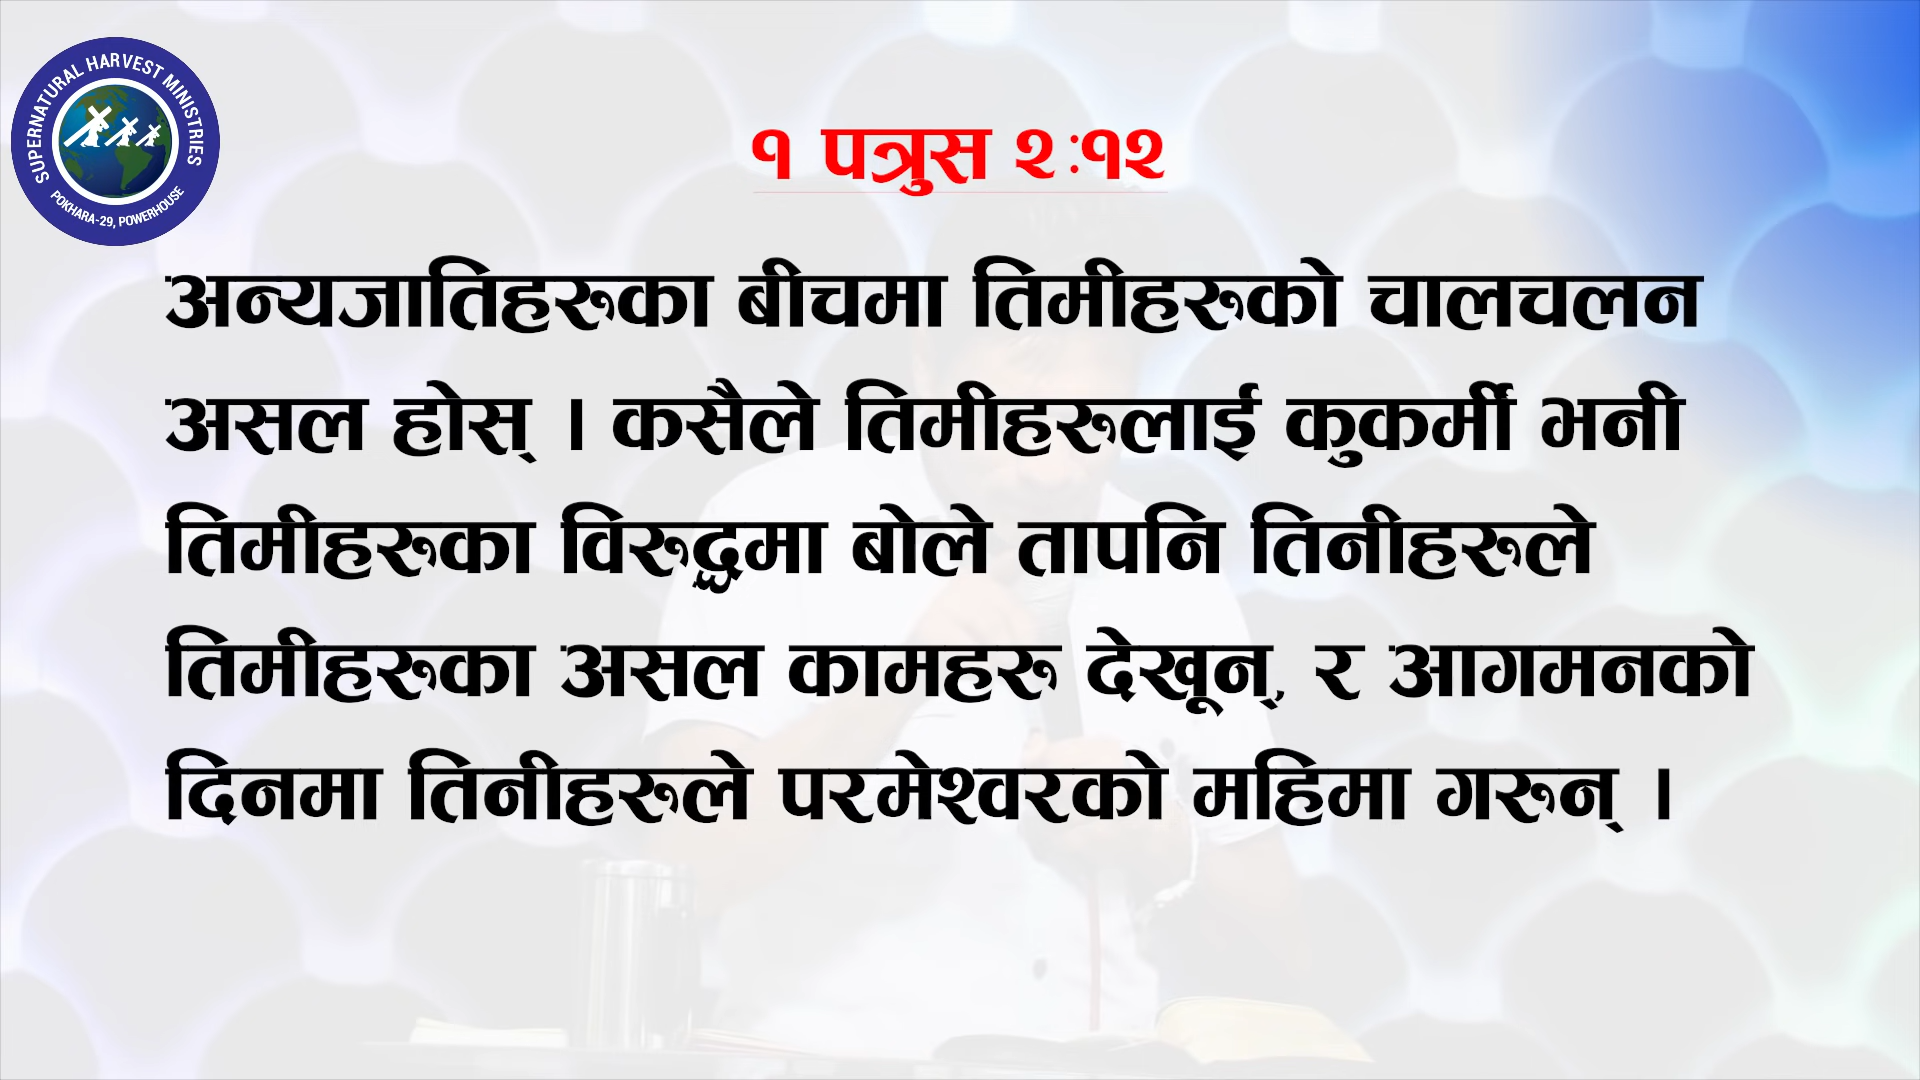 SUPERNATURAL HARVEST MINISTRIES
POKHARA-29, POWERHOUSE
१ पत्रुस २:१२
अन्यजातिहरुका बीचमा तिमीहरुको चालचलन
असल होस् । कसैले तिमीहरुलाई कुकर्मी भनी
तिमीहरुका विरुद्धमा बोले तापनि तिनीहरुले
तिमीहरुका असल कामहरु देखून्, र आगमनको
दिनमा तिनीहरुले परमेश्वरको महिमा गरुन् ।